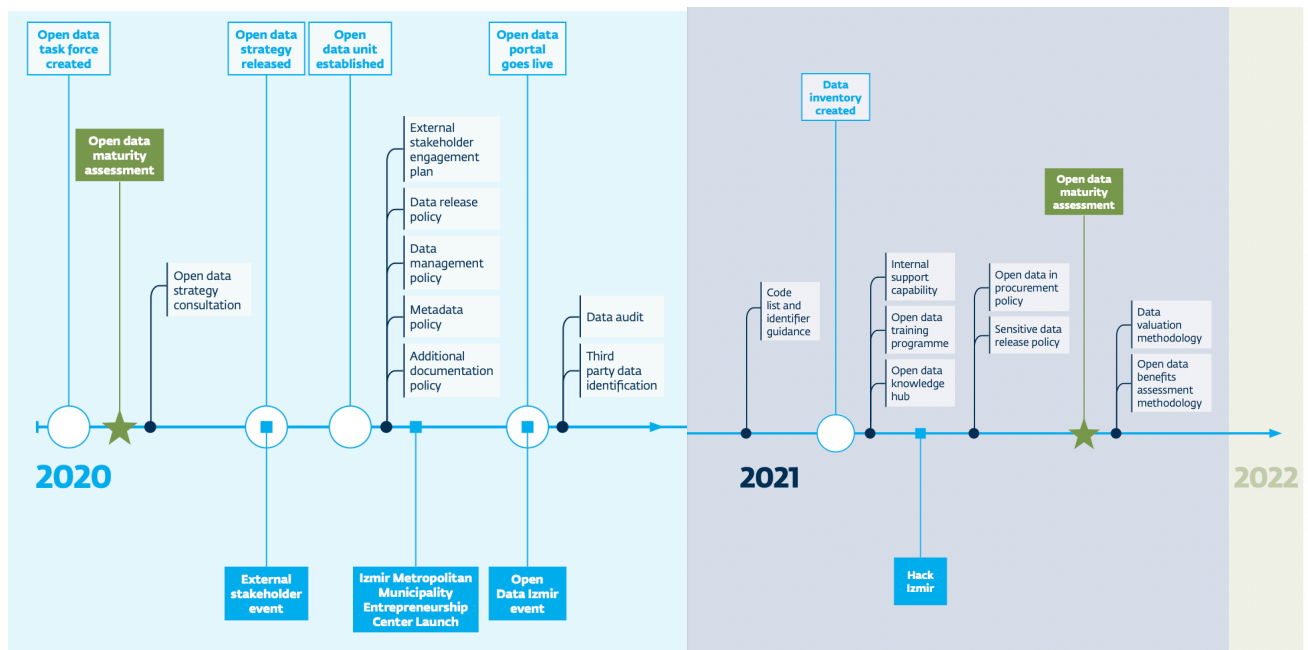 Open data
task force
created
Open data
strategy
released
Open
data unit
established
Open data
portal
goes live
Open data
maturity
assessment
Open data
strategy
consultation
External
stakeholder
engagement
plan
Data release
policy
Data
management
policy
Metadata
policy
Additional
documentation
policy
Data audit
Third
party data
identification
2020
External
stakeholder
event
Izmir Metropolitan
Municipality
Entrepreneurship
Center Launch
Open
Data Izmir
event
Data
inventory
created
Open data
maturity
assessment
Code
list and
identifier
guidance
Internal
support
capability
Open data
training
programme
Open data
knowledge
hub
Open data in
procurement
policy
Sensitive data
release policy
Data
valuation
methodology
Open data
benefits
assessment
methodology
2021
2022
Hack
Izmir